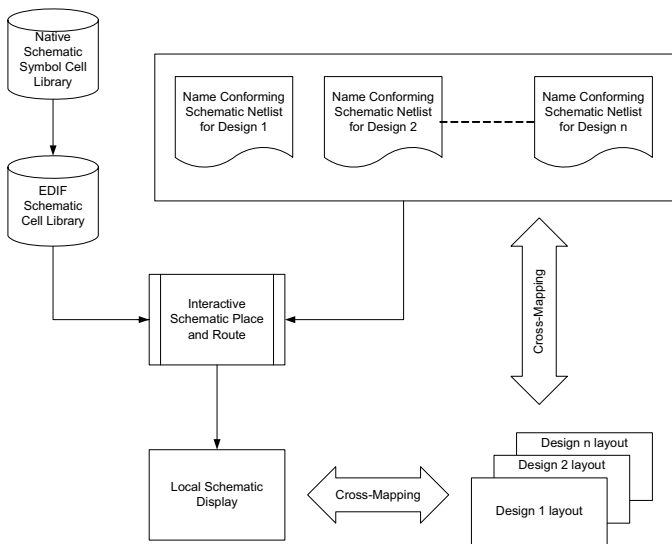 Native
Schematic
Symbol Cell
Library
Name Conforming
Schematic Netlist
for Design 1
Name Conforming
Schematic Netlist
for Design 2
Name Conforming
Schematic Netlist
for Design n
EDIF
Schematic
Cell Library
Interactive
Schematic Place
and Route
Cross-Mapping
Local Schematic
Display
Cross-Mapping
Design n layout
Design 2 layout
Design 1 layout